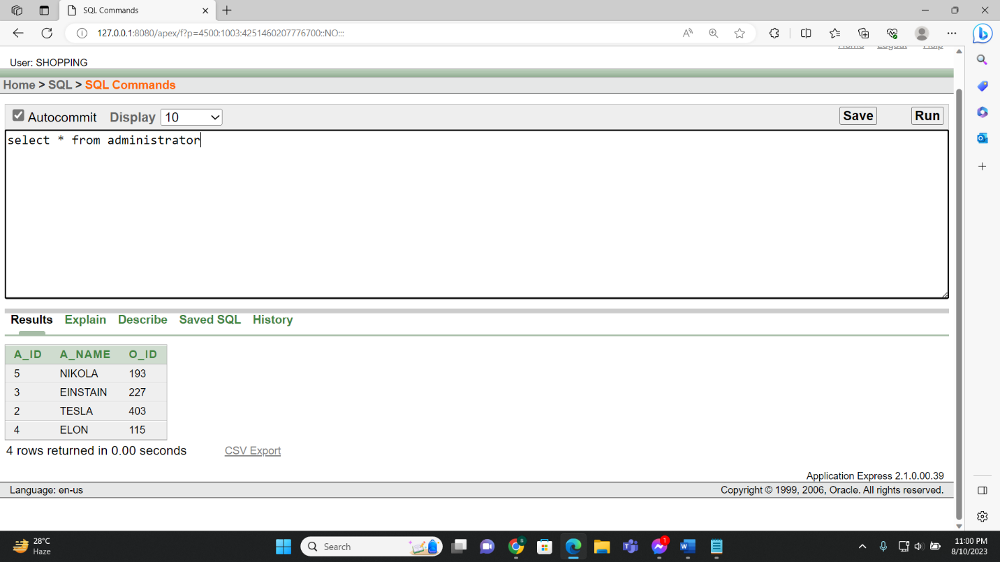 SQL Commands
127.0.0.1:8080/apex/f?p=4500:1003:4251460207776700::NO:::
Home Logout Help
User: SHOPPING
Home > SQL > SQL Commands
Autocommit Display 10 Save Run
select * from administrator
Results Explain Describe Saved SQL History
A_ID A_NAME O_ID
5 NIKOLA 193
3 EINSTAIN 227
2 TESLA 403
4 ELON 115
4 rows returned in 0.00 seconds CSV Export
Application Express 2.1.0.00.39
Language: en-us Copyright © 1999, 2006, Oracle. All rights reserved.
28°C
Haze
Search
11:00 PM
8/10/2023